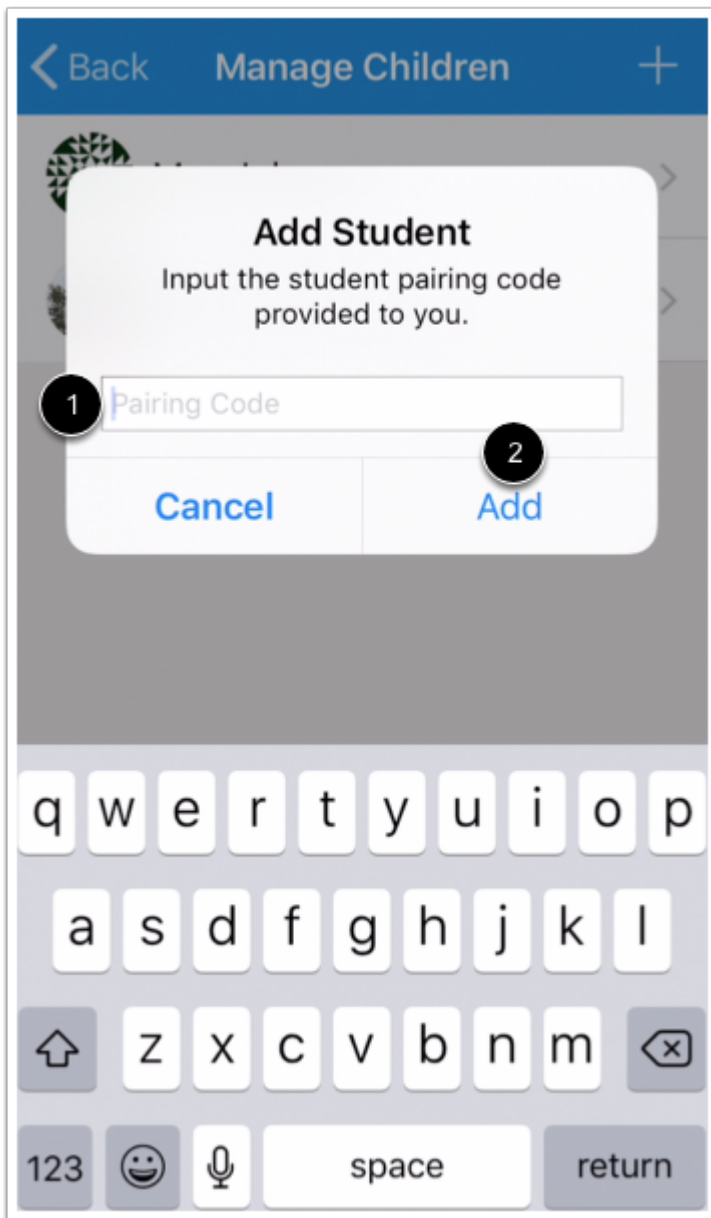 Back Manage Children +
Add Student
Input the student pairing code
provided to you.
1 Pairing Code
2
Cancel Add
q w e r t y u i o p
a s d f g h j k l
z x c v b n m
123 space return